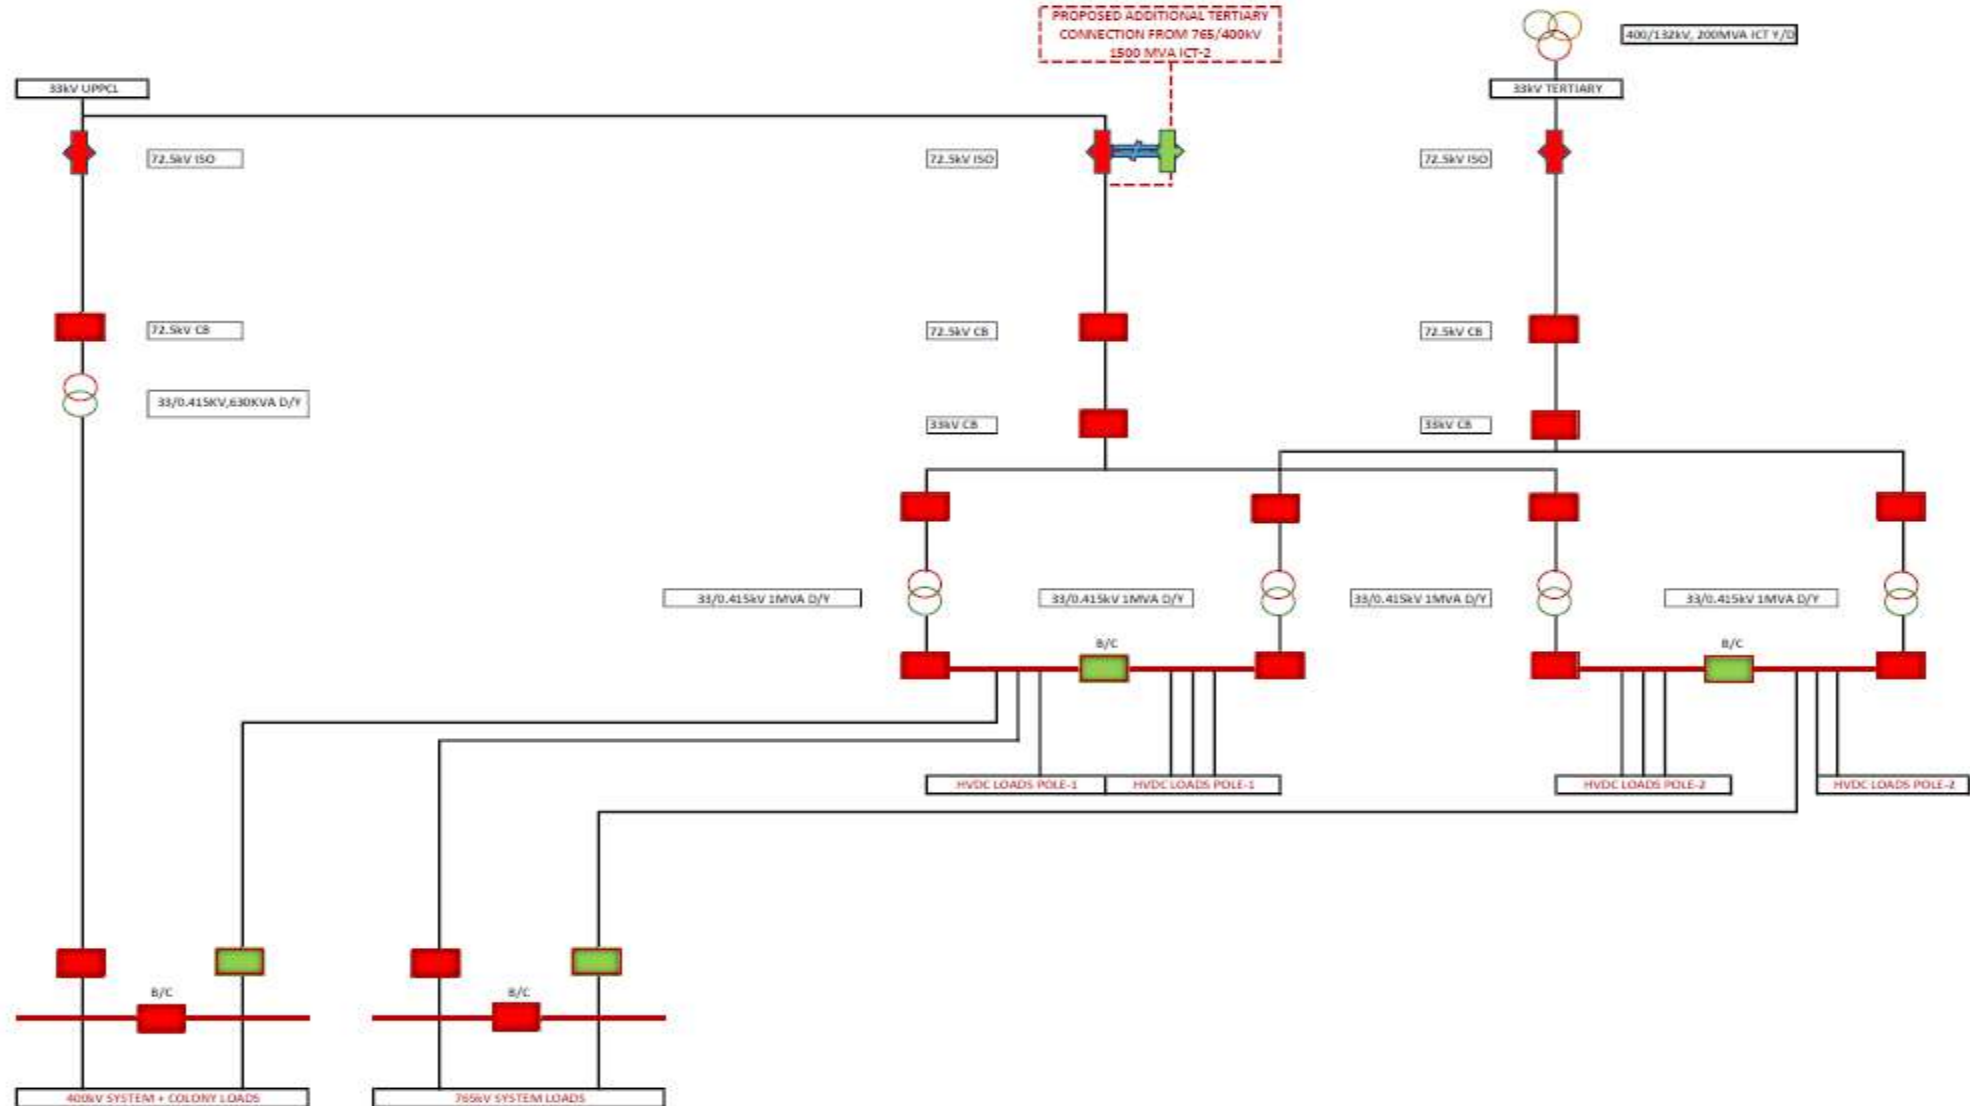 PROPOSED ADDITIONAL TERTIARY
CONNECTION FROM 765/400kV
1500 MVA ICT-2
400/132kV, 200MVA ICT Y/D
33kV UPPCL
33kV TERTIARY
72.5kV ISO
72.5kV ISO
72.5kV ISO
72.5kV CB
72.5kV CB
72.5kV CB
33/0.415KV,630KVA D/Y
33kV CB
33kV CB
33/0.415kV 1MVA D/Y
33/0.415kV 1MVA D/Y
33/0.415kV 1MVA D/Y
33/0.415kV 1MVA D/Y
B/C
B/C
HVDC LOADS POLE-1
HVDC LOADS POLE-1
HVDC LOADS POLE-2
HVDC LOADS POLE-2
B/C
B/C
400kV SYSTEM + COLONY LOADS
765kV SYSTEM LOADS